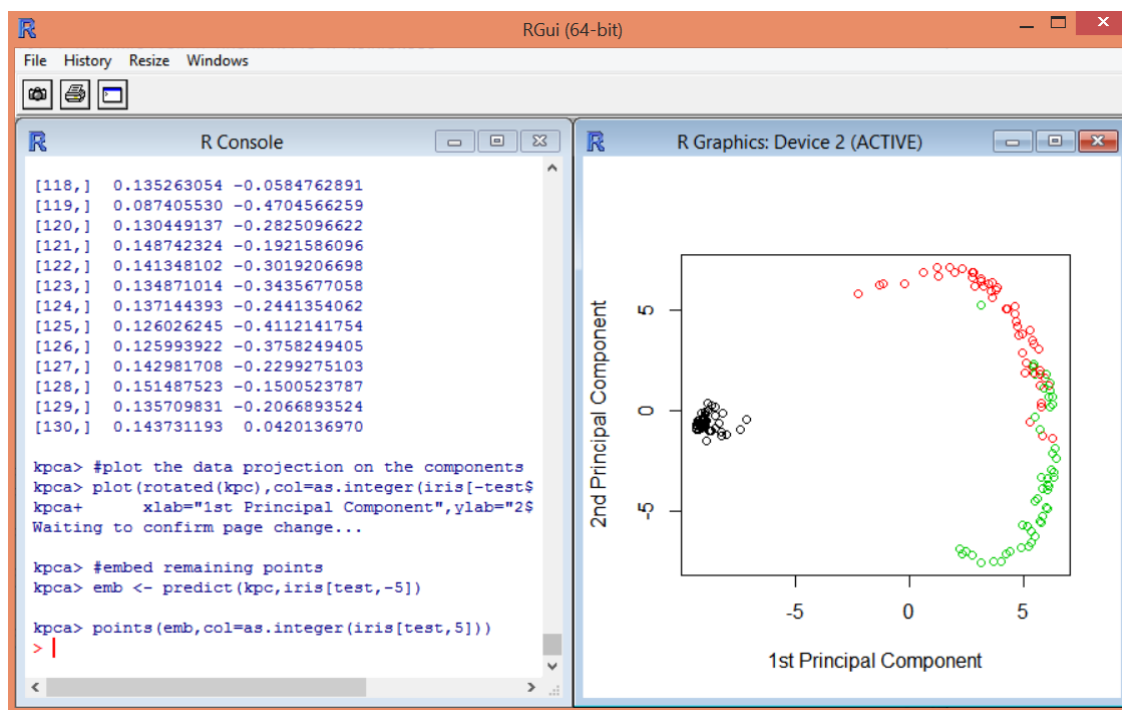 RGui (64-bit)
File History Resize Windows
R Console
[118,]  0.135263054 -0.0584762891
[119,]  0.087405530 -0.4704566259
[120,]  0.130449137 -0.2825096622
[121,]  0.148742324 -0.1921586096
[122,]  0.141348102 -0.3019206698
[123,]  0.134871014 -0.3435677058
[124,]  0.137144393 -0.2441354062
[125,]  0.126026245 -0.4112141754
[126,]  0.125993922 -0.3758249405
[127,]  0.142981708 -0.2299275103
[128,]  0.151487523 -0.1500523787
[129,]  0.135709831 -0.2066893524
[130,]  0.143731193  0.0420136970
kpca> #plot the data projection on the components
kpca> plot(rotated(kpc),col=as.integer(iris[-test$
kpca+      xlab="1st Principal Component",ylab="2$
Waiting to confirm page change...
kpca> #embed remaining points
kpca> emb <- predict(kpc,iris[test,-5])
kpca> points(emb,col=as.integer(iris[test,5]))
>
R Graphics: Device 2 (ACTIVE)
2nd Principal Component
5
0
-5
-5 0 5
1st Principal Component